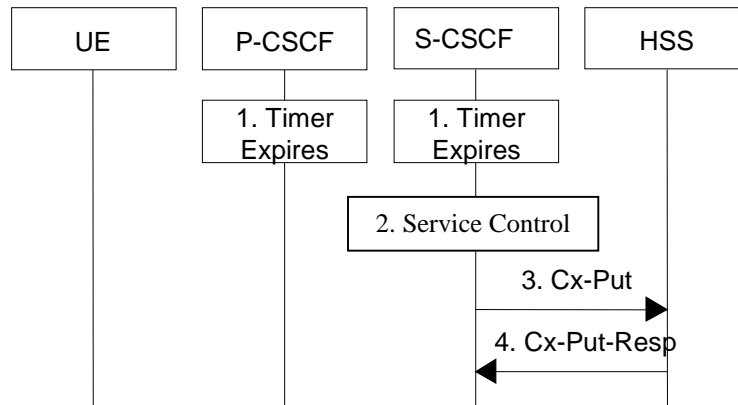 UE
P-CSCF
S-CSCF
HSS
1. Timer
Expires
1. Timer
Expires
2. Service Control
3. Cx-Put
4. Cx-Put-Resp